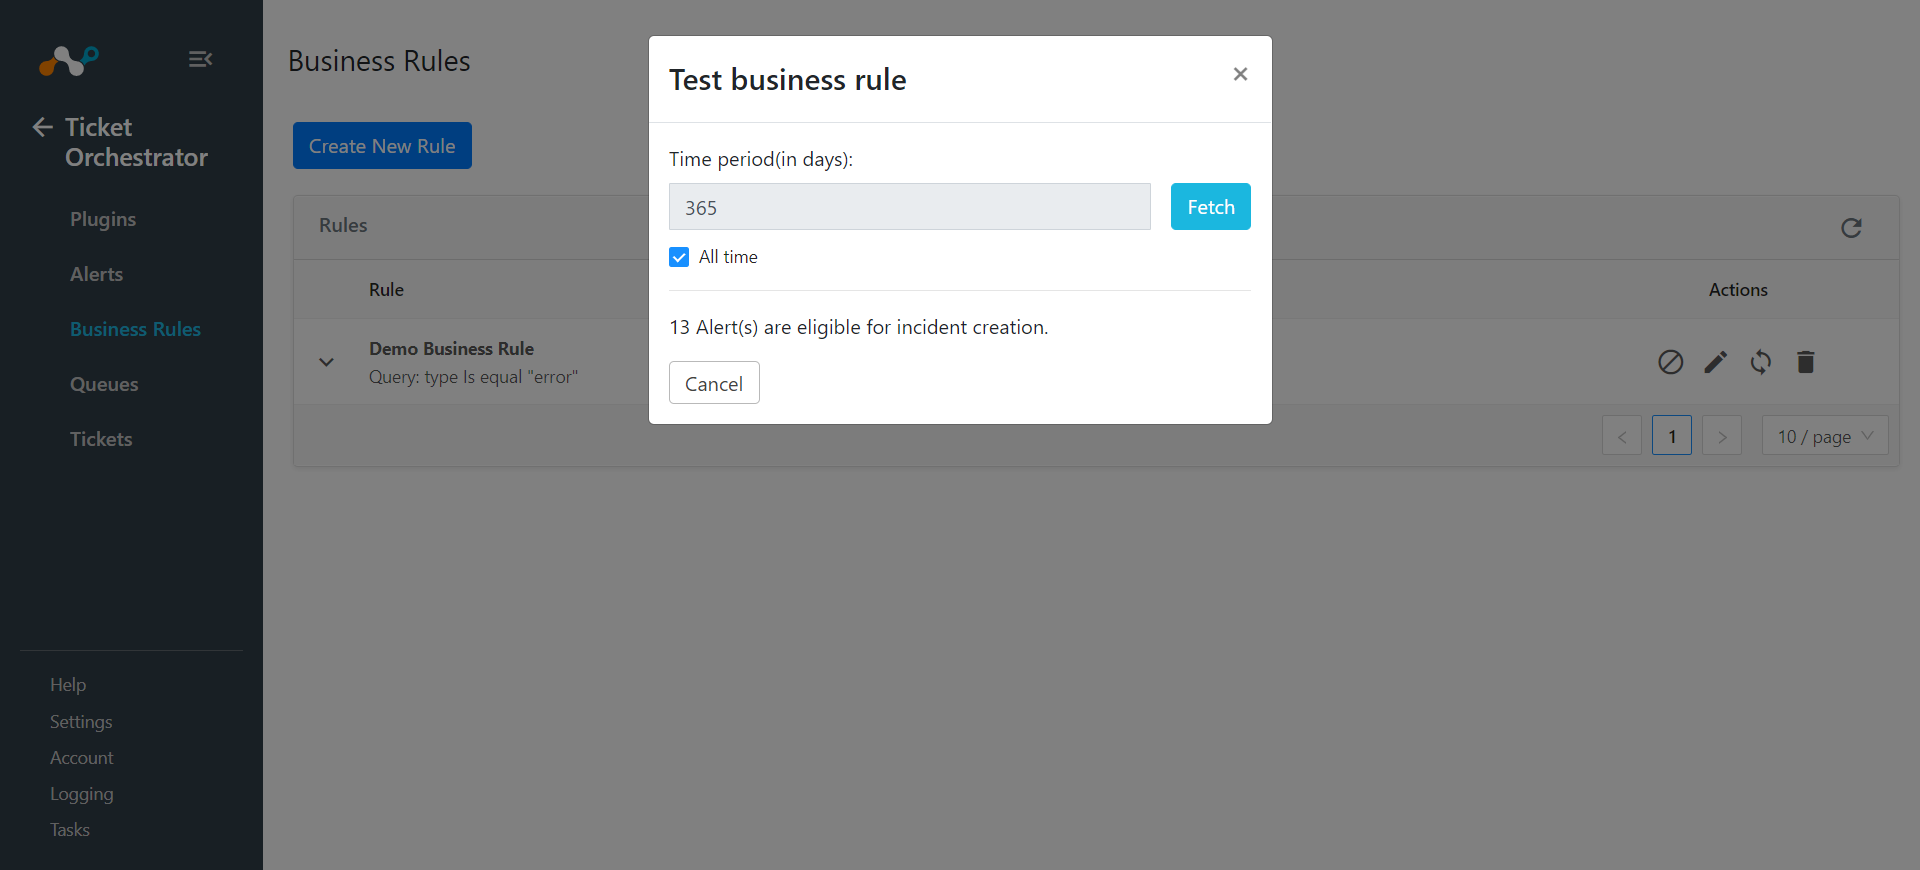 Ticket
Orchestrator
Plugins
Alerts
Business Rules
Queues
Tickets
Help
Settings
Account
Logging
Tasks
Business Rules
Create New Rule
Rules
Rule
Actions
Demo Business Rule
Query: type Is equal "error"
1
10 / page
Test business rule
Time period(in days):
365
Fetch
All time
13 Alert(s) are eligible for incident creation.
Cancel